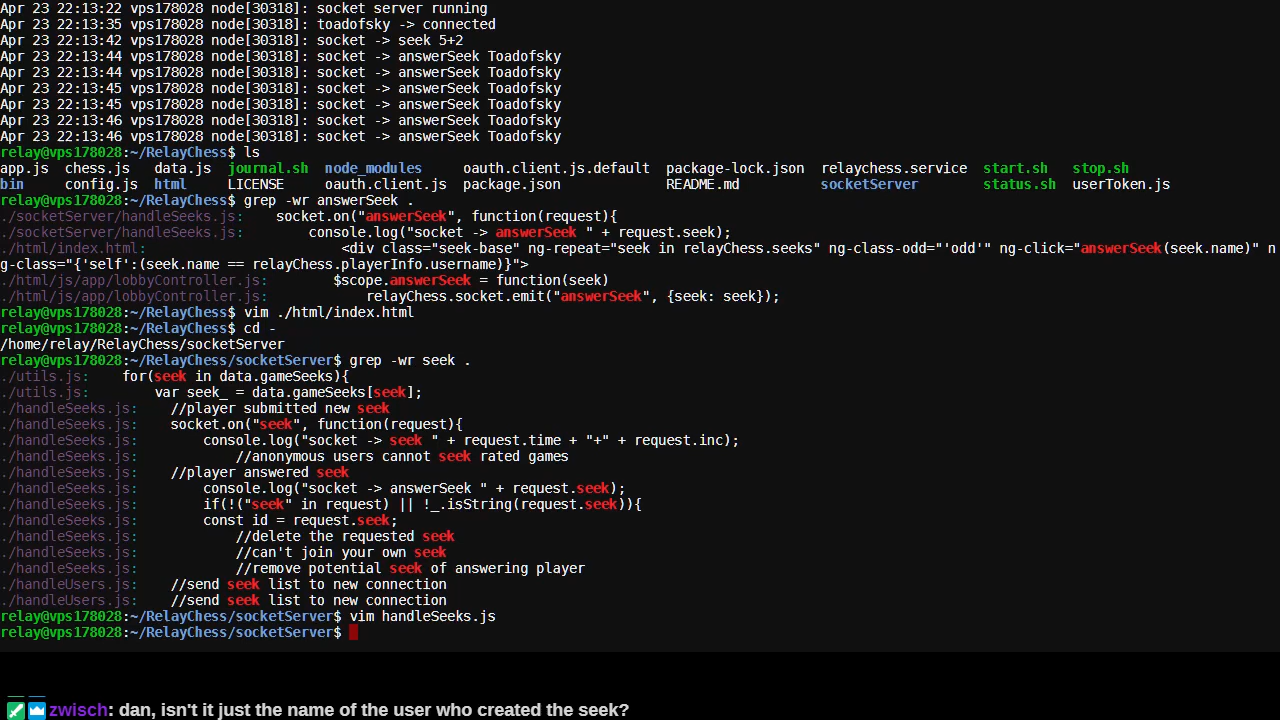 Apr 23 22:13:22 vps178028 node[30318]: socket server running
Apr 23 22:13:35 vps178028 node[30318]: toadofsky -> connected
Apr 23 22:13:42 vps178028 node[30318]: socket -> seek 5+2
Apr 23 22:13:44 vps178028 node[30318]: socket -> answerSeek Toadofsky
Apr 23 22:13:44 vps178028 node[30318]: socket -> answerSeek Toadofsky
Apr 23 22:13:45 vps178028 node[30318]: socket -> answerSeek Toadofsky
Apr 23 22:13:45 vps178028 node[30318]: socket -> answerSeek Toadofsky
Apr 23 22:13:46 vps178028 node[30318]: socket -> answerSeek Toadofsky
Apr 23 22:13:46 vps178028 node[30318]: socket -> answerSeek Toadofsky
relay@vps178028:~/RelayChess$ ls
app.js  chess.js  data.js  journal.sh  node_modules  oauth.client.js.default  package-lock.json  relaychess.service  start.sh  stop.sh
bin  config.js  html  LICENSE  oauth.client.js  package.json  README.md  socketServer  status.sh  userToken.js
relay@vps178028:~/RelayChess$ grep -wr answerSeek .
./socketServer/handleSeeks.js:    socket.on("answerSeek", function(request){
./socketServer/handleSeeks.js:        console.log("socket -> answerSeek " + request.seek);
./html/index.html:                        <div class="seek-base" ng-repeat="seek in relayChess.seeks" ng-class-odd="'odd'" ng-click="answerSeek(seek.name)" n
g-class="{'self':(seek.name == relayChess.playerInfo.username)}">
./html/js/app/lobbyController.js:        $scope.answerSeek = function(seek)
./html/js/app/lobbyController.js:            relayChess.socket.emit("answerSeek", {seek: seek});
relay@vps178028:~/RelayChess$ vim ./html/index.html
relay@vps178028:~/RelayChess$ cd -
/home/relay/RelayChess/socketServer
relay@vps178028:~/RelayChess/socketServer$ grep -wr seek .
./utils.js:    for(seek in data.gameSeeks){
./utils.js:        var seek_ = data.gameSeeks[seek];
./handleSeeks.js:    //player submitted new seek
./handleSeeks.js:    socket.on("seek", function(request){
./handleSeeks.js:        console.log("socket -> seek " + request.time + "+" + request.inc);
./handleSeeks.js:            //anonymous users cannot seek rated games
./handleSeeks.js:    //player answered seek
./handleSeeks.js:        console.log("socket -> answerSeek " + request.seek);
./handleSeeks.js:        if(!("seek" in request) || !_.isString(request.seek)){
./handleSeeks.js:        const id = request.seek;
./handleSeeks.js:            //delete the requested seek
./handleSeeks.js:            //can't join your own seek
./handleSeeks.js:            //remove potential seek of answering player
./handleUsers.js:    //send seek list to new connection
./handleUsers.js:    //send seek list to new connection
relay@vps178028:~/RelayChess/socketServer$ vim handleSeeks.js
relay@vps178028:~/RelayChess/socketServer$
zwisch: dan, isn't it just the name of the user who created the seek?